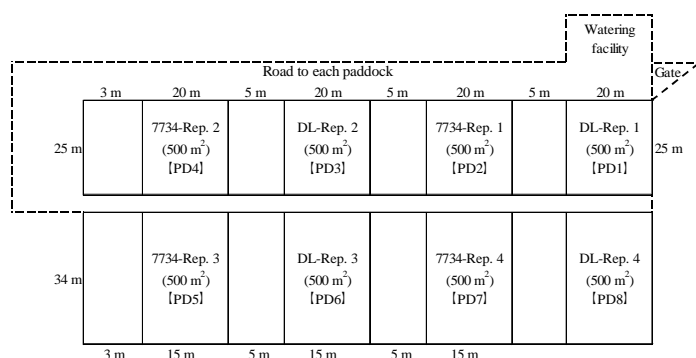 Watering
facility
Road to each paddock
Gate
3 m 20 m 5 m 20 m 5 m 20 m 5 m 20 m
25 m
7734-Rep. 2
(500 m²)
【PD4】
DL-Rep. 2
(500 m²)
【PD3】
7734-Rep. 1
(500 m²)
【PD2】
DL-Rep. 1
(500 m²)
【PD1】
25 m
34 m
7734-Rep. 3
(500 m²)
【PD5】
DL-Rep. 3
(500 m²)
【PD6】
7734-Rep. 4
(500 m²)
【PD7】
DL-Rep. 4
(500 m²)
【PD8】
3 m 15 m 5 m 15 m 5 m 15 m